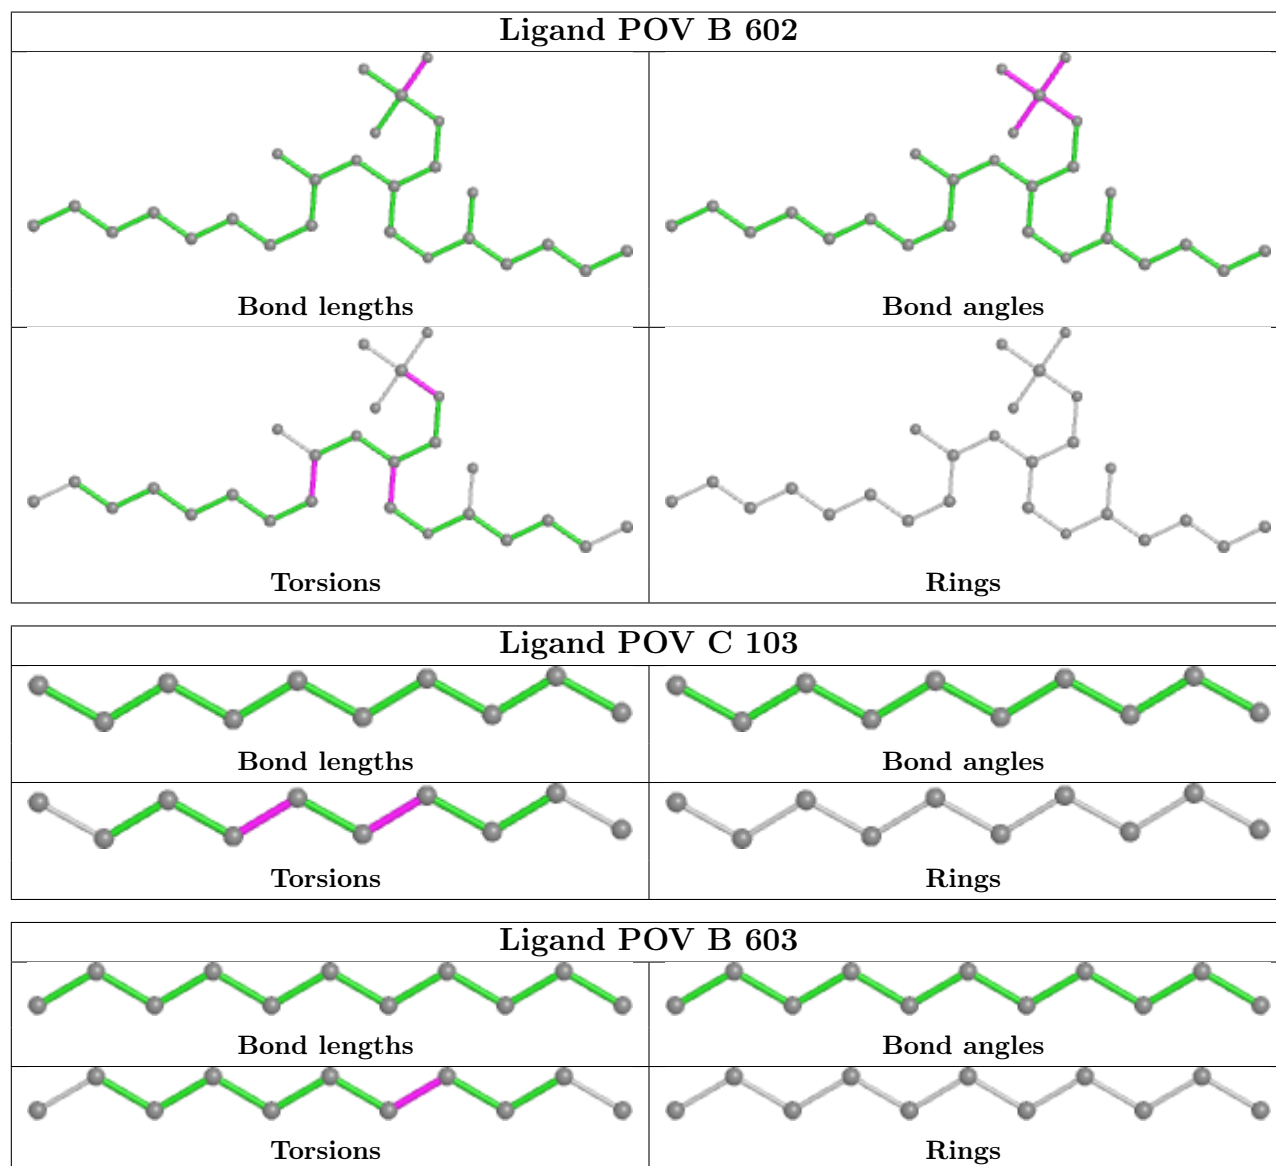 Ligand POV B 602
Bond lengths
Bond angles
Torsions
Rings
Ligand POV C 103
Bond lengths
Bond angles
Torsions
Rings
Ligand POV B 603
Bond lengths
Bond angles
Torsions
Rings